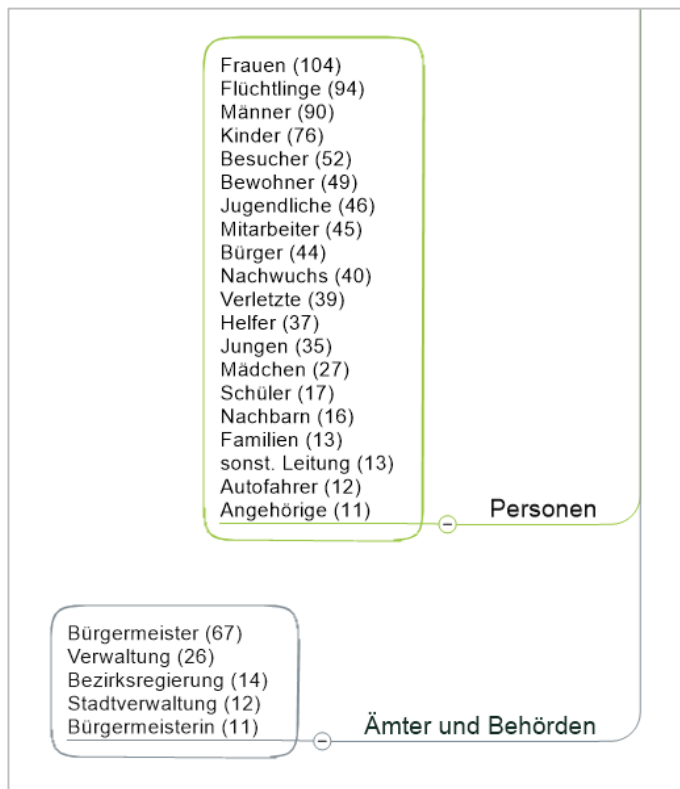 Frauen (104)
Flüchtlinge (94)
Männer (90)
Kinder (76)
Besucher (52)
Bewohner (49)
Jugendliche (46)
Mitarbeiter (45)
Bürger (44)
Nachwuchs (40)
Verletzte (39)
Helfer (37)
Jungen (35)
Mädchen (27)
Schüler (17)
Nachbarn (16)
Familien (13)
sonst. Leitung (13)
Autofahrer (12)
Angehörige (11)
Personen
Bürgermeister (67)
Verwaltung (26)
Bezirksregierung (14)
Stadtverwaltung (12)
Bürgermeisterin (11)
Ämter und Behörden